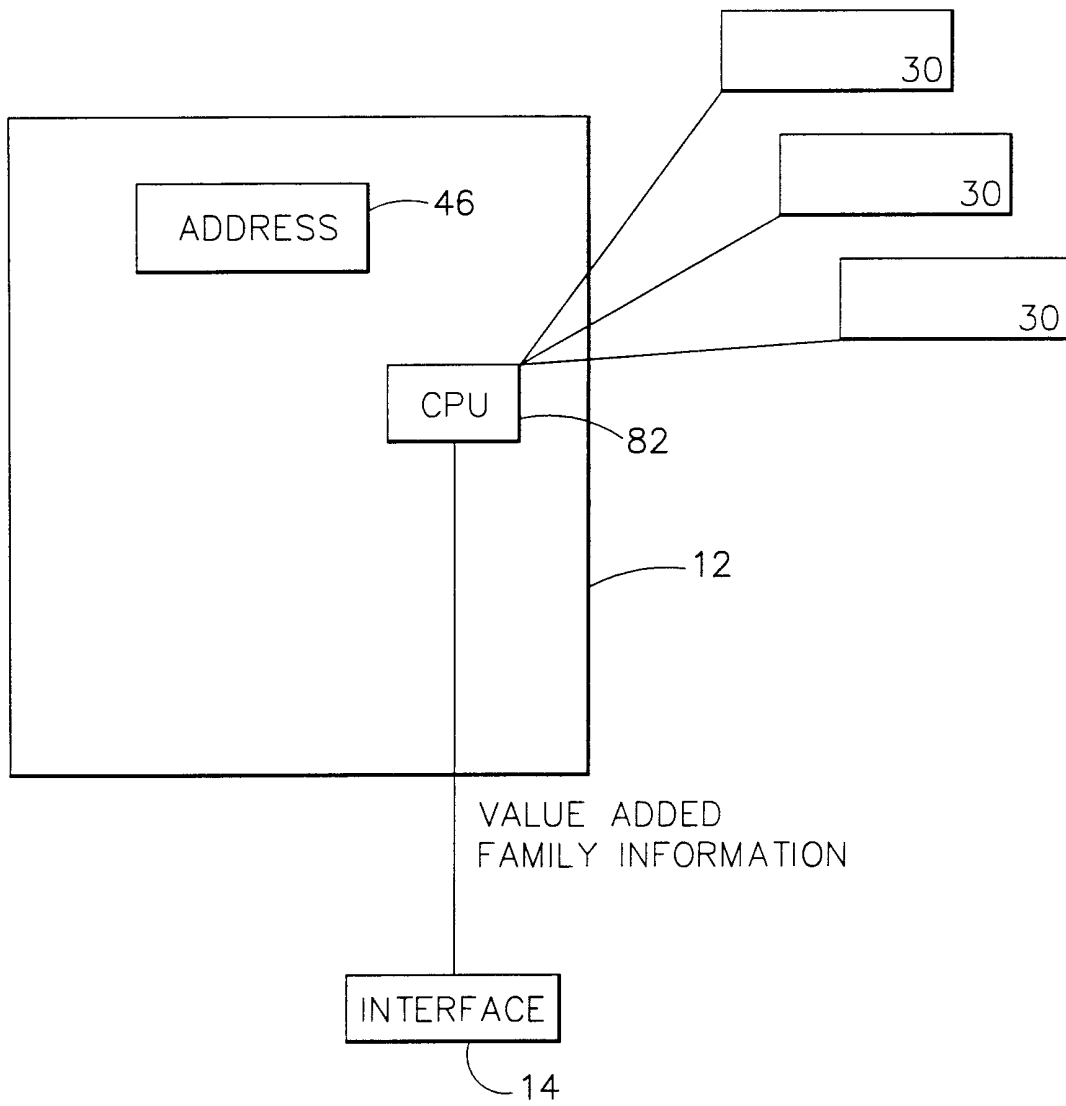 30
30
30
ADDRESS
46
CPU
82
12
VALUE ADDED
FAMILY INFORMATION
INTERFACE
14